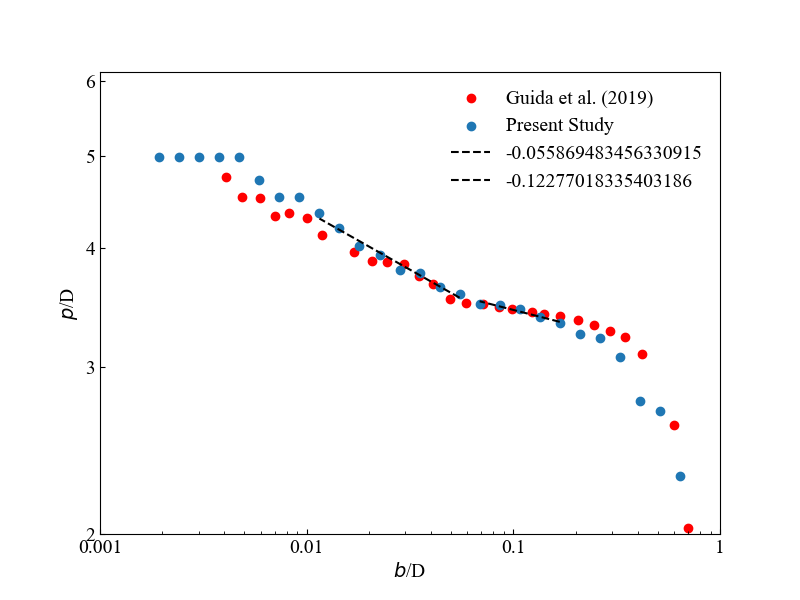 6
5
4
3
2
p/D
Guida et al. (2019)
Present Study
-0.055869483456330915
-0.12277018335403186
0.001
0.01
0.1
1
b/D